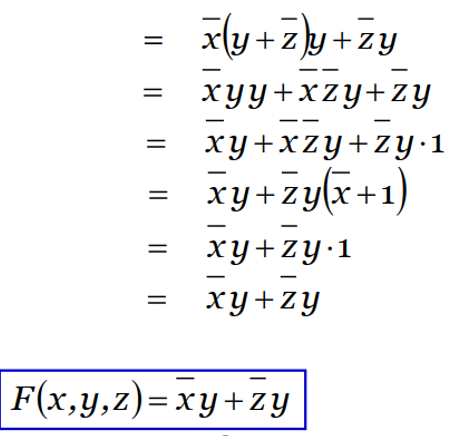 = x̅(y+z̅)y+z̅y
= x̅yy+x̅z̅y+z̅y
= x̅y+x̅z̅y+z̅y·1
= x̅y+z̅y(x̅+1)
= x̅y+z̅y·1
= x̅y+z̅y
F(x,y,z)=x̅y+z̅y